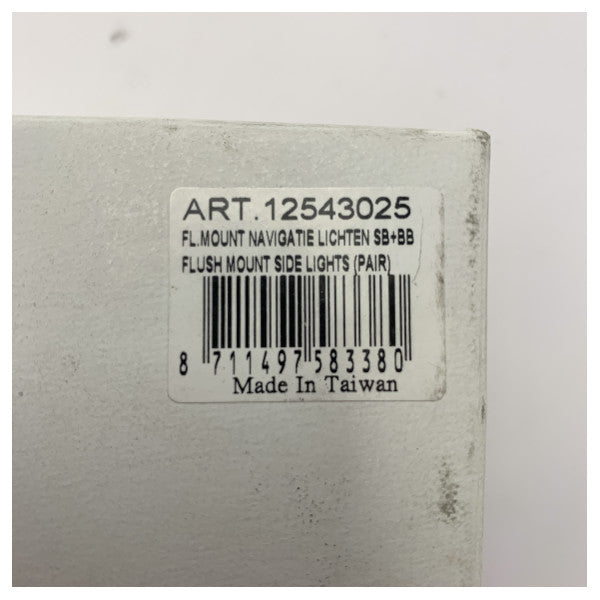 ART.12543025
FL.MOUNT NAVIGATIE LICHTEN SB+BB
FLUSH MOUNT SIDE LIGHTS (PAIR)
8 711497 583380
Made In Taiwan